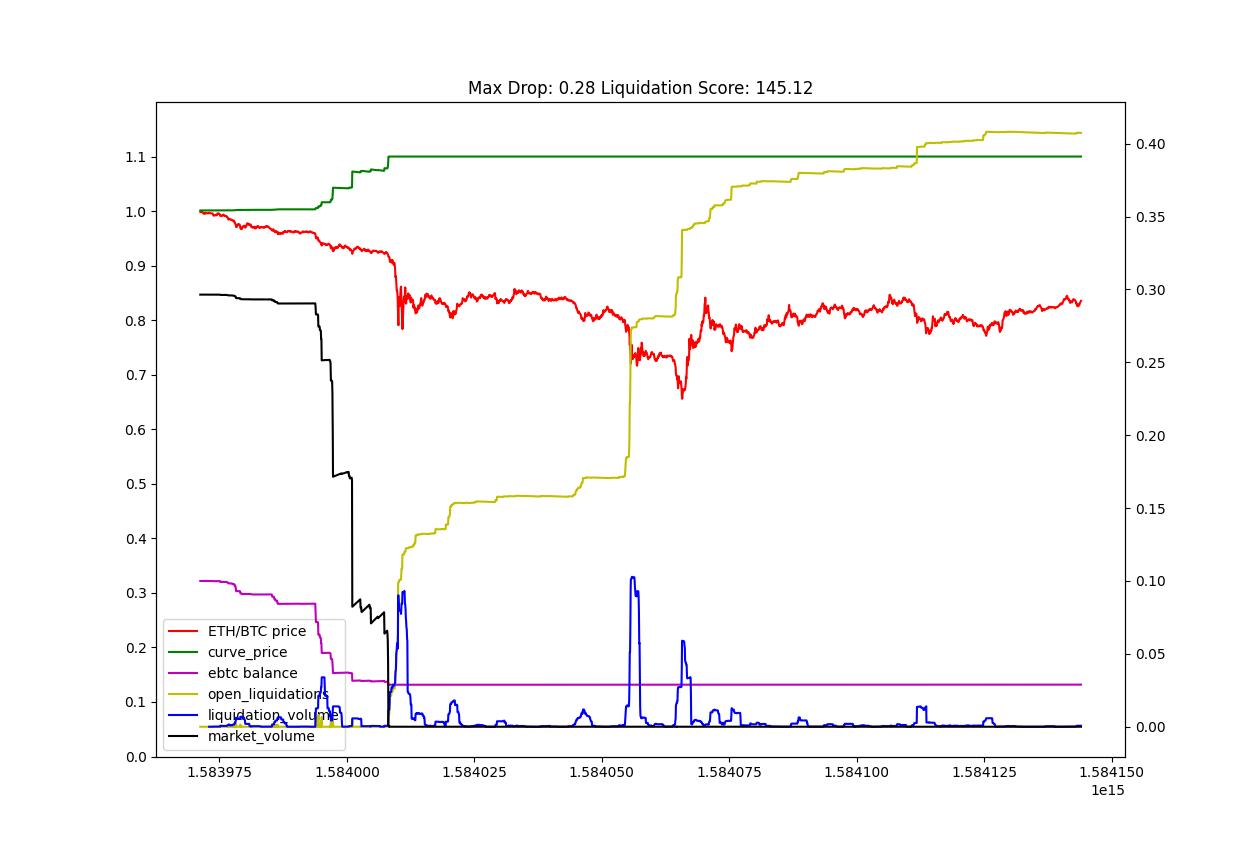 Max Drop: 0.28 Liquidation Score: 145.12
1.1
1.0
0.9
0.8
0.7
0.6
0.5
0.4
0.3
0.2
0.1
0.0
0.40
0.35
0.30
0.25
0.20
0.15
0.10
0.05
0.00
ETH/BTC price
curve_price
ebtc balance
open_liquidations
liquidation_volume
market_volume
1.583975 1.584000 1.584025 1.584050 1.584075 1.584100 1.584125 1.584150
1e15